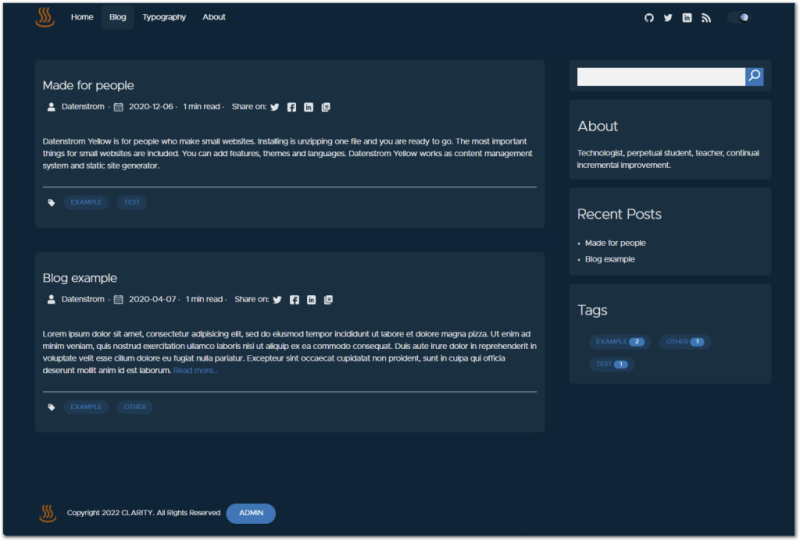 Home Blog Typography About
Made for people
Datenstrom · 2020-12-06 · 1 min read · Share on:
Datenstrom Yellow is for people who make small websites. Installing is unzipping one file and you are ready to go. The most important
things for small websites are included. You can add features, themes and languages. Datenstrom Yellow works as content management
system and static site generator.
EXAMPLE TEST
Blog example
Datenstrom · 2020-04-07 · 1 min read · Share on:
Lorem ipsum dolor sit amet, consectetur adipisicing elit, sed do eiusmod tempor incididunt ut labore et dolore magna pizza. Ut enim ad
minim veniam, quis nostrud exercitation ullamco laboris nisi ut aliquip ex ea commodo consequat. Duis aute irure dolor in reprehenderit in
voluptate velit esse cillum dolore eu fugiat nulla pariatur. Excepteur sint occaecat cupidatat non proident, sunt in culpa qui officia
deserunt mollit anim id est laborum. Read more...
EXAMPLE OTHER
About
Technologist, perpetual student, teacher, continual
incremental improvement.
Recent Posts
• Made for people
• Blog example
Tags
EXAMPLE 2 OTHER 1
TEST 1
Copyright 2022 CLARITY. All Rights Reserved ADMIN